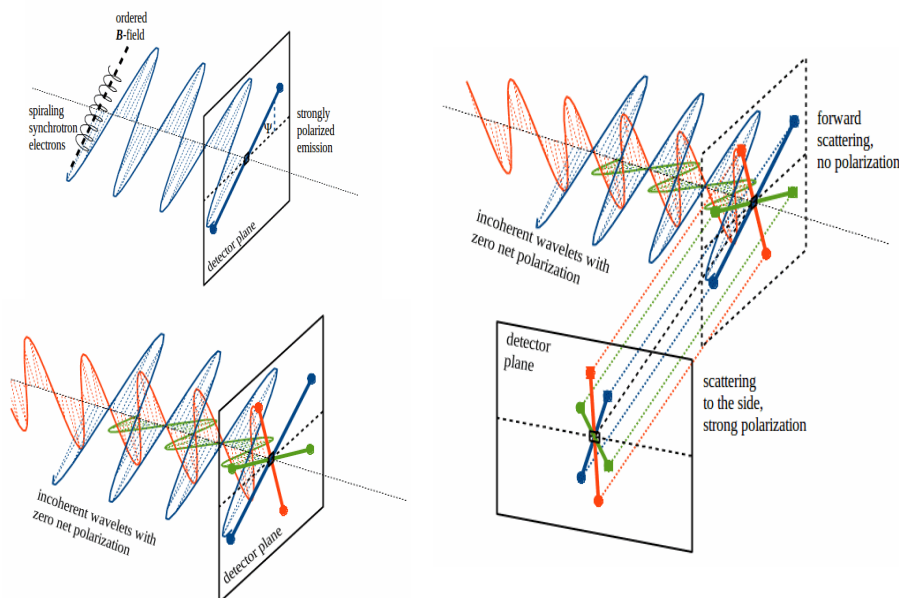 ordered
B-field
spiraling
synchrotron
electrons
Ψ
strongly
polarized
emission
detector plane
incoherent wavelets with
zero net polarization
detector plane
forward
scattering,
no polarization
incoherent wavelets with
zero net polarization
detector
plane
scattering
to the side,
strong polarization